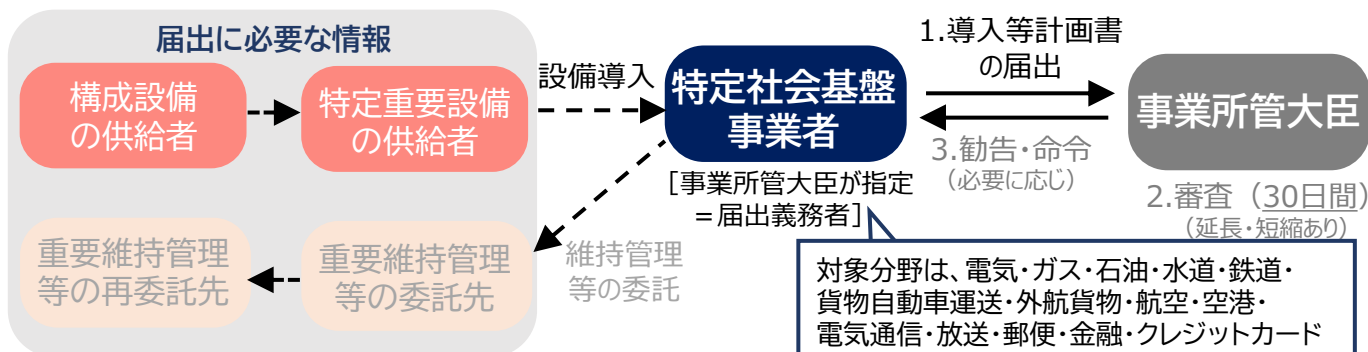 届出に必要な情報
構成設備
の供給者
特定重要設備
の供給者
設備導入
特定社会基盤
事業者
[事業所管大臣が指定
＝届出義務者]
1.導入等計画書
の届出
3.勧告・命令
（必要に応じ）
事業所管大臣
2.審査（30日間）
（延長・短縮あり）
重要維持管理
等の再委託先
重要維持管理
等の委託先
維持管理
等の委託
対象分野は、電気・ガス・石油・水道・鉄道・
貨物自動車運送・外航貨物・航空・空港・
電気通信・放送・郵便・金融・クレジットカード